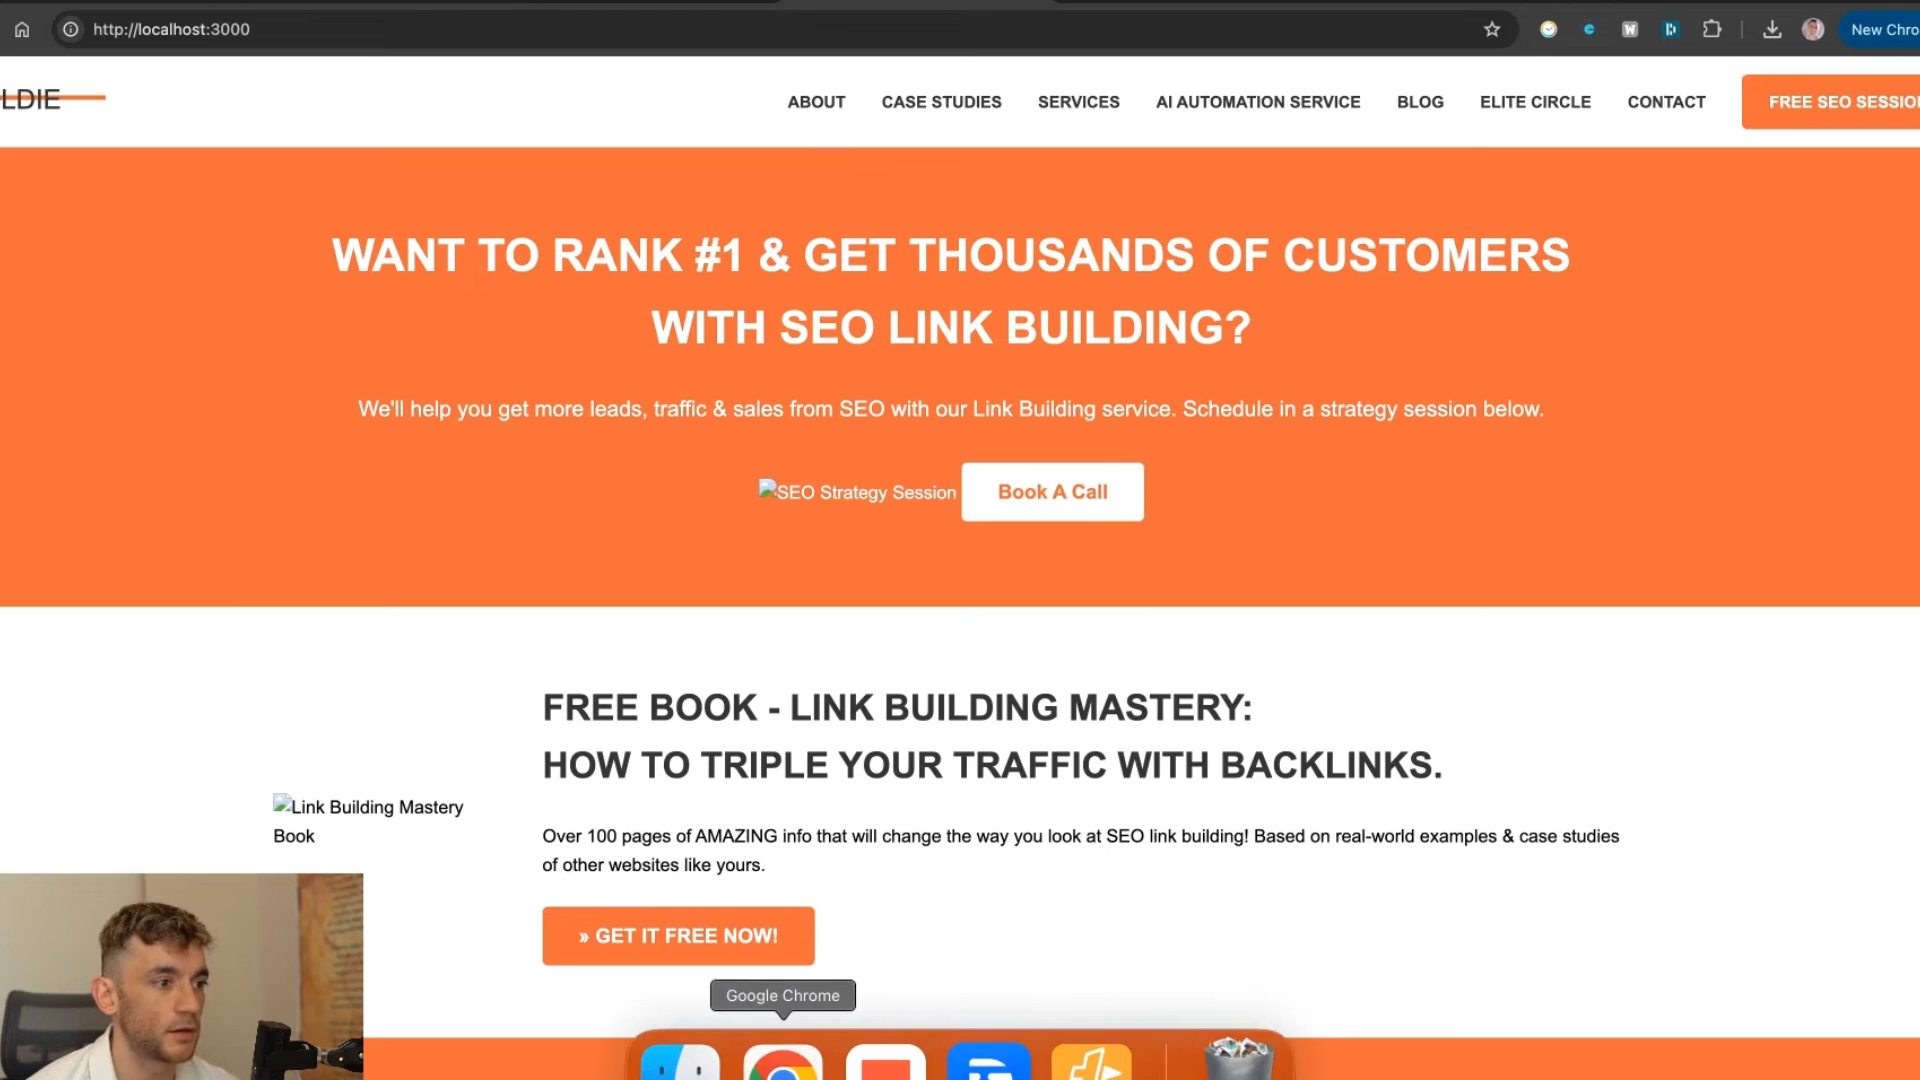 http://localhost:3000
New Chro
LDIE
ABOUT
CASE STUDIES
SERVICES
AI AUTOMATION SERVICE
BLOG
ELITE CIRCLE
CONTACT
FREE SEO SESSIO
WANT TO RANK #1 & GET THOUSANDS OF CUSTOMERS
WITH SEO LINK BUILDING?
We'll help you get more leads, traffic & sales from SEO with our Link Building service. Schedule in a strategy session below.
SEO Strategy Session
Book A Call
FREE BOOK - LINK BUILDING MASTERY:
HOW TO TRIPLE YOUR TRAFFIC WITH BACKLINKS.
Link Building Mastery
Book
Over 100 pages of AMAZING info that will change the way you look at SEO link building! Based on real-world examples & case studies
of other websites like yours.
» GET IT FREE NOW!
Google Chrome